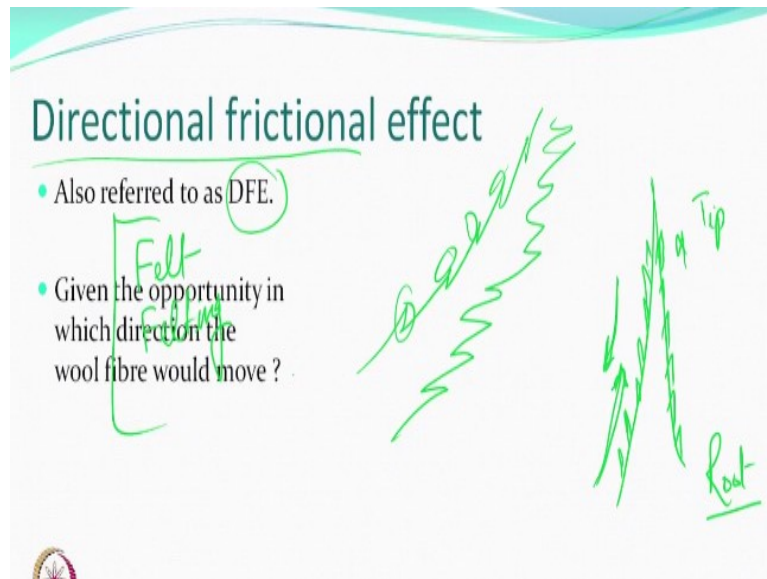 Directional frictional effect
Also referred to as DFE.
Felt
Given the opportunity in
which direction the
Felting
wool fibre would move ?
Tip
Root